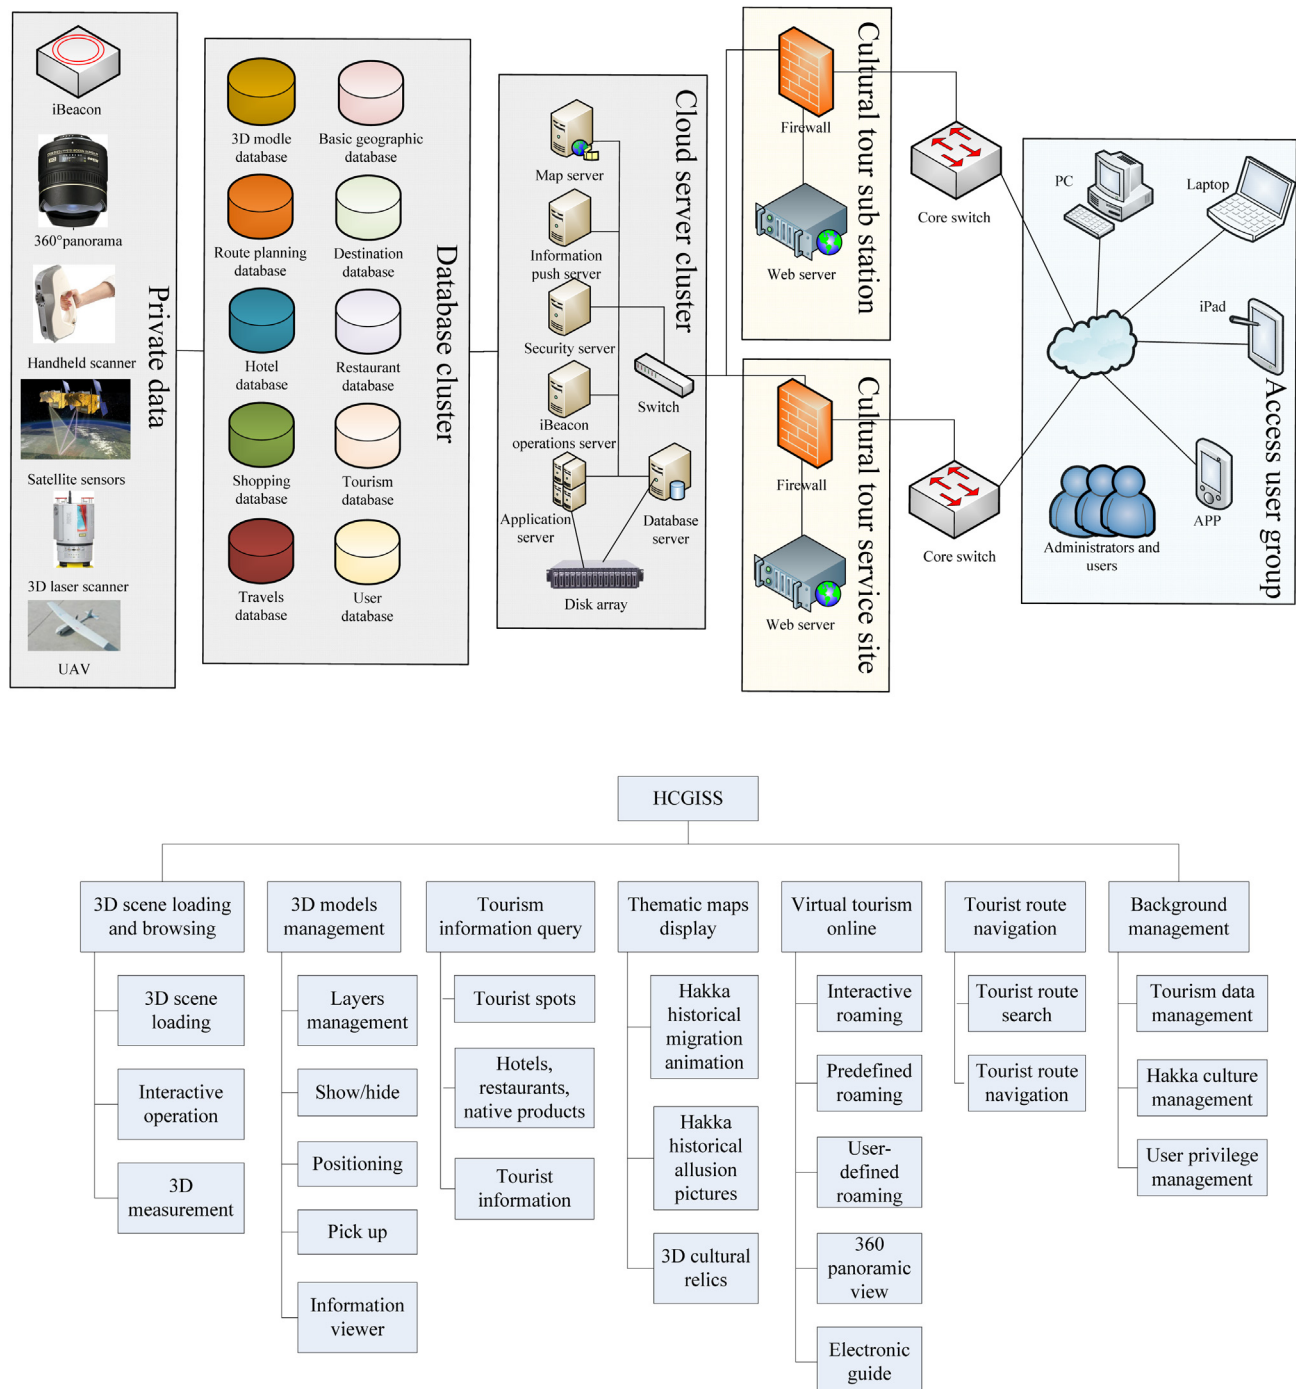 iBeacon
360°panorama
Handheld scanner
Satellite sensors
3D laser scanner
UAV
Private data
3D modle
database
Basic geographic
database
Route planning
database
Destination
database
Hotel
database
Restaurant
database
Shopping
database
Tourism
database
Travels
database
User
database
Database cluster
Map server
Information
push server
Security server
iBeacon
operations server
Application
server
Database
server
Disk array
Switch
Cloud server cluster
Firewall
Web server
Cultural tour sub station
Firewall
Web server
Cultural tour service site
Core switch
Core switch
PC
Laptop
iPad
APP
Administrators and
users
Access user group
HCGISS
3D scene loading
and browsing
3D scene
loading
Interactive
operation
3D
measurement
3D models
management
Layers
management
Show/hide
Positioning
Pick up
Information
viewer
Tourism
information query
Tourist spots
Hotels,
restaurants,
native products
Tourist
information
Thematic maps
display
Hakka
historical
migration
animation
Hakka
historical
allusion
pictures
3D cultural
relics
Virtual tourism
online
Interactive
roaming
Predefined
roaming
User-
defined
roaming
360
panoramic
view
Electronic
guide
Tourist route
navigation
Tourist route
search
Tourist route
navigation
Background
management
Tourism data
management
Hakka culture
management
User privilege
management